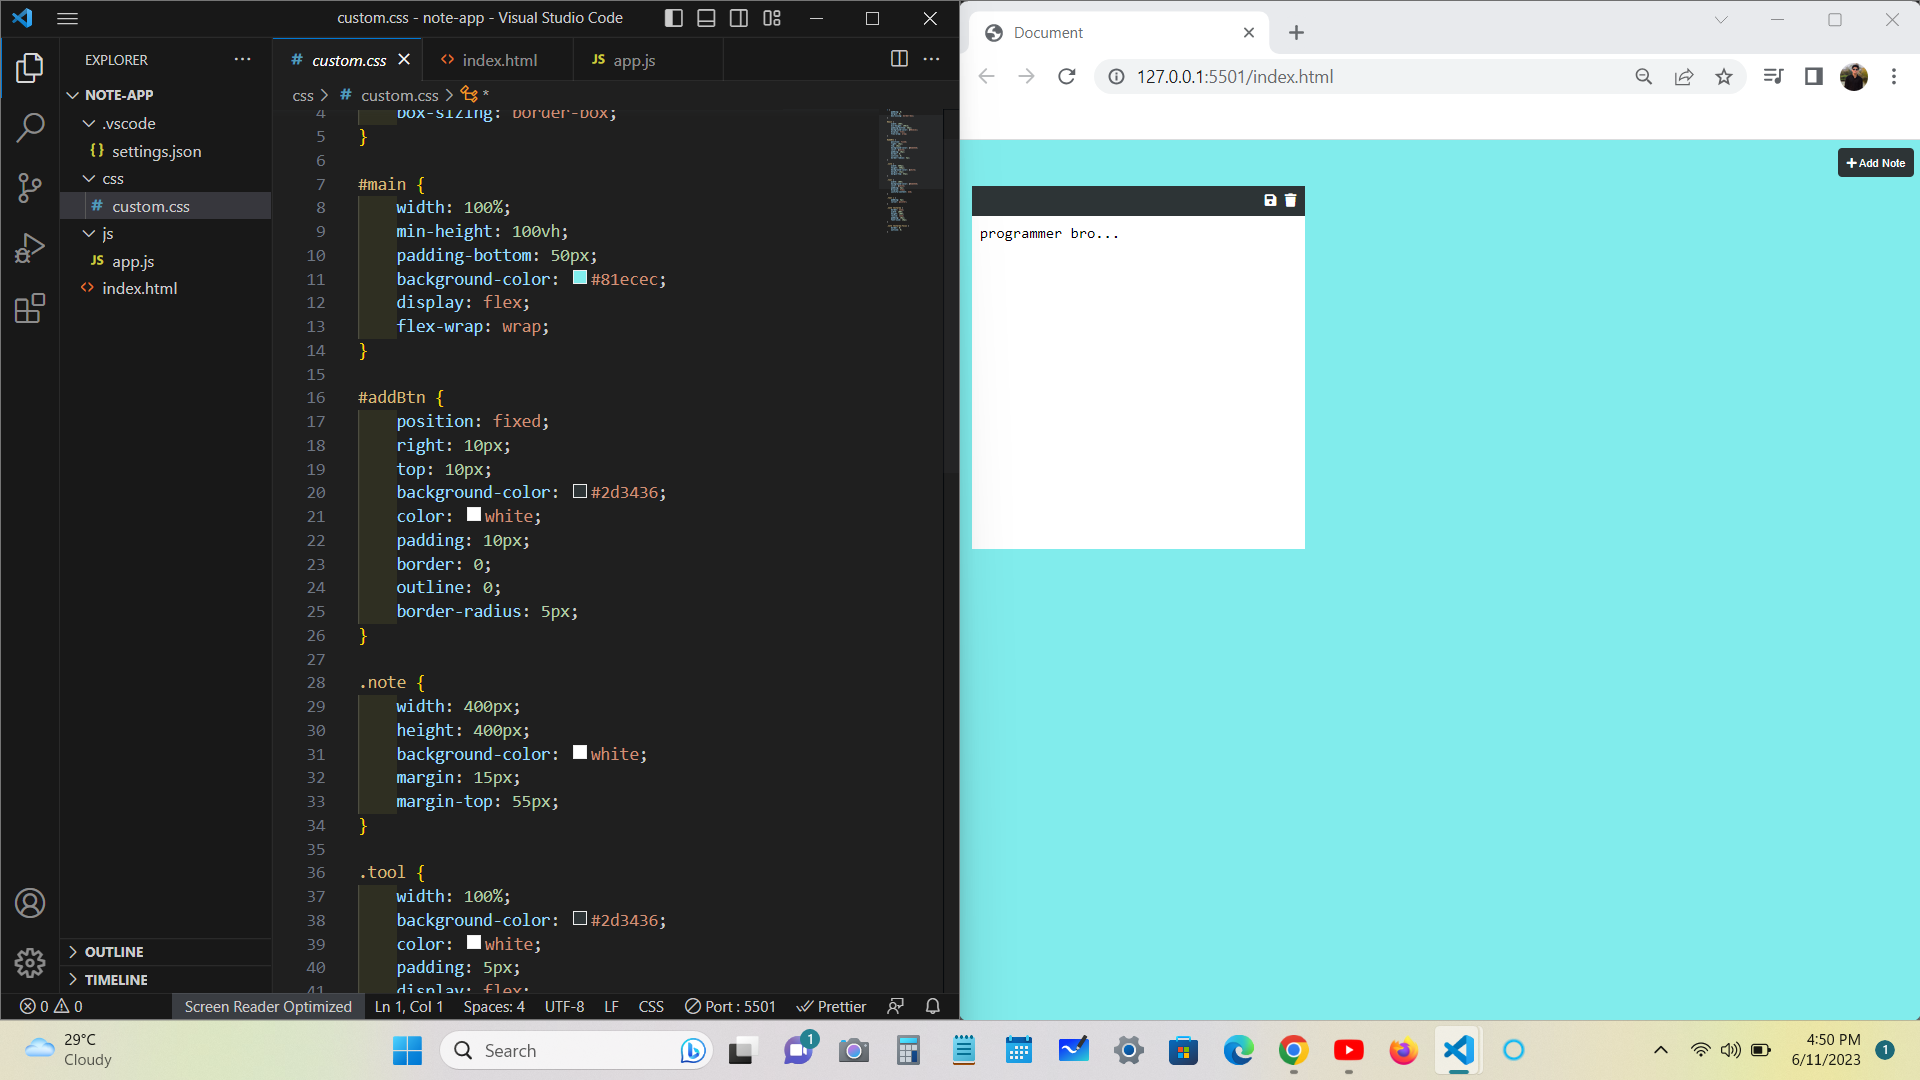 custom.css - note-app - Visual Studio Code
EXPLORER
NOTE-APP
.vscode
{} settings.json
css
# custom.css
js
JS app.js
<> index.html
OUTLINE
TIMELINE
# custom.css
<> index.html
JS app.js
css > # custom.css > *
4 box-sizing: border-box;
5 }
6
7 #main {
8 width: 100%;
9 min-height: 100vh;
10 padding-bottom: 50px;
11 background-color: #81ecec;
12 display: flex;
13 flex-wrap: wrap;
14 }
15
16 #addBtn {
17 position: fixed;
18 right: 10px;
19 top: 10px;
20 background-color: #2d3436;
21 color: white;
22 padding: 10px;
23 border: 0;
24 outline: 0;
25 border-radius: 5px;
26 }
27
28 .note {
29 width: 400px;
30 height: 400px;
31 background-color: white;
32 margin: 15px;
33 margin-top: 55px;
34 }
35
36 .tool {
37 width: 100%;
38 background-color: #2d3436;
39 color: white;
40 padding: 5px;
41 display: flex;
0 0 Screen Reader Optimized Ln 1, Col 1 Spaces: 4 UTF-8 LF CSS Port : 5501 Prettier
Document
127.0.0.1:5501/index.html
+ Add Note
programmer bro...
29°C
Cloudy
Search
1
4:50 PM
6/11/2023
1